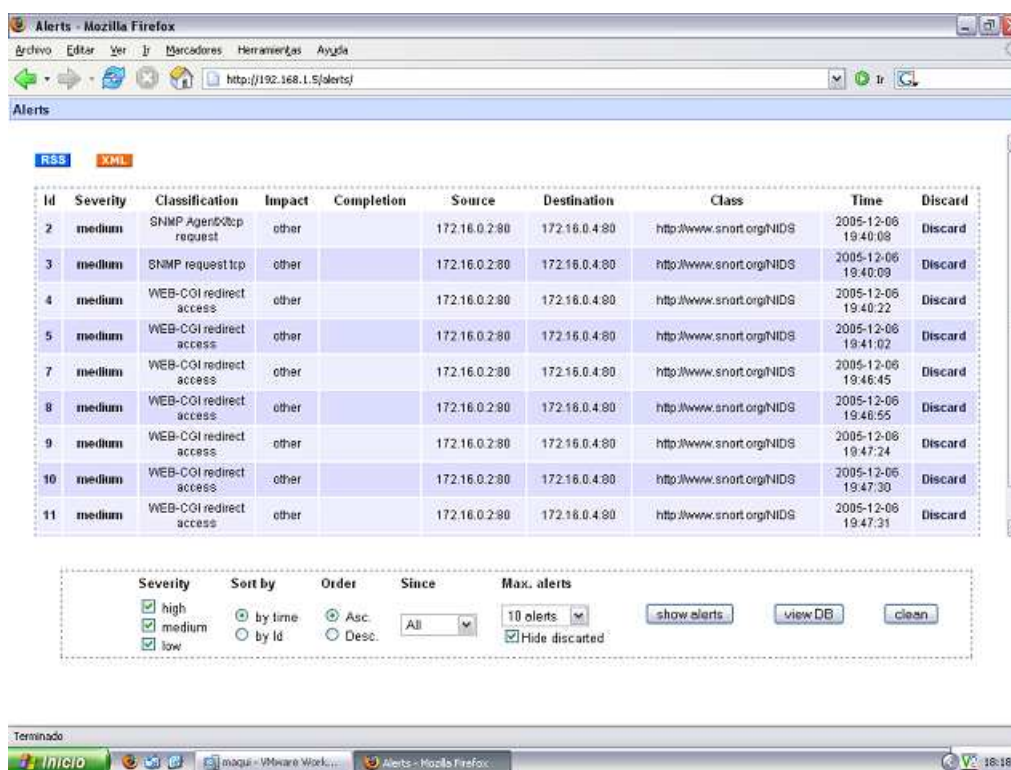 Alerts - Mozilla Firefox
Archivo Editar Ver Ir Marcadores Herramientas Ayuda
http://192.168.1.5/alerts/ Ir
Alerts
RSS XML
Id Severity Classification Impact Completion Source Destination Class Time Discard
2 medium SNMP AgentX/tcp request other 172.16.0.2:80 172.16.0.4:80 http://www.snort.org/NIDS 2005-12-06 19:40:08 Discard
3 medium SNMP request tcp other 172.16.0.2:80 172.16.0.4:80 http://www.snort.org/NIDS 2005-12-06 19:40:09 Discard
4 medium WEB-CGI redirect access other 172.16.0.2:80 172.16.0.4:80 http://www.snort.org/NIDS 2005-12-06 19:40:22 Discard
5 medium WEB-CGI redirect access other 172.16.0.2:80 172.16.0.4:80 http://www.snort.org/NIDS 2005-12-06 19:41:02 Discard
7 medium WEB-CGI redirect access other 172.16.0.2:80 172.16.0.4:80 http://www.snort.org/NIDS 2005-12-06 19:46:45 Discard
8 medium WEB-CGI redirect access other 172.16.0.2:80 172.16.0.4:80 http://www.snort.org/NIDS 2005-12-06 19:46:55 Discard
9 medium WEB-CGI redirect access other 172.16.0.2:80 172.16.0.4:80 http://www.snort.org/NIDS 2005-12-06 19:47:24 Discard
10 medium WEB-CGI redirect access other 172.16.0.2:80 172.16.0.4:80 http://www.snort.org/NIDS 2005-12-06 19:47:30 Discard
11 medium WEB-CGI redirect access other 172.16.0.2:80 172.16.0.4:80 http://www.snort.org/NIDS 2005-12-06 19:47:31 Discard
Severity Sort by Order Since Max. alerts
high by time Asc. All 10 alerts show alerts view DB clean
medium by Id Desc. Hide discarted
low
Terminado
Inicio maqui - VMware Work... Alerts - Mozilla Firefox 18:18